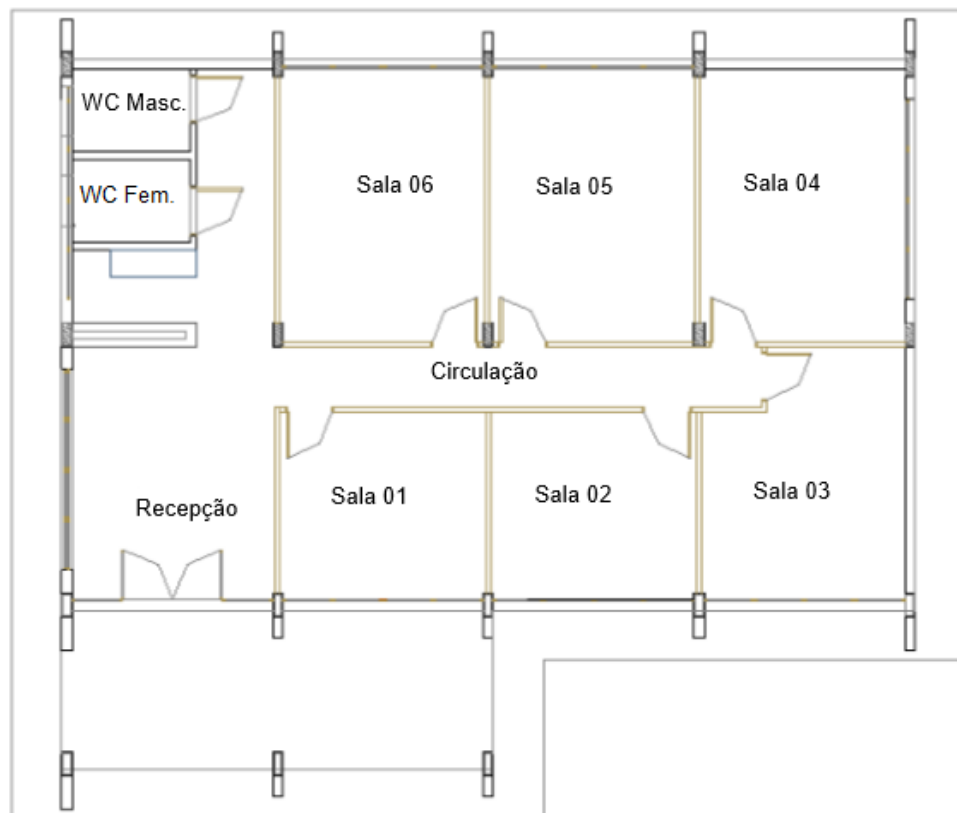 WC Masc.
WC Fem.
Sala 06
Sala 05
Sala 04
Circulação
Recepção
Sala 01
Sala 02
Sala 03